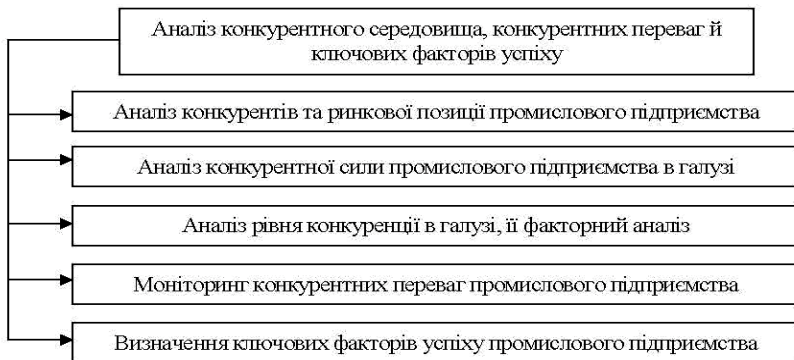 Аналіз конкурентного середовища, конкурентних переваг й
ключових факторів успіху
Аналіз конкурентів та ринкової позиції промислового підприємства
Аналіз конкурентної сили промислового підприємства в галузі
Аналіз рівня конкуренції в галузі, її факторний аналіз
Моніторинг конкурентних переваг промислового підприємства
Визначення ключових факторів успіху промислового підприємства